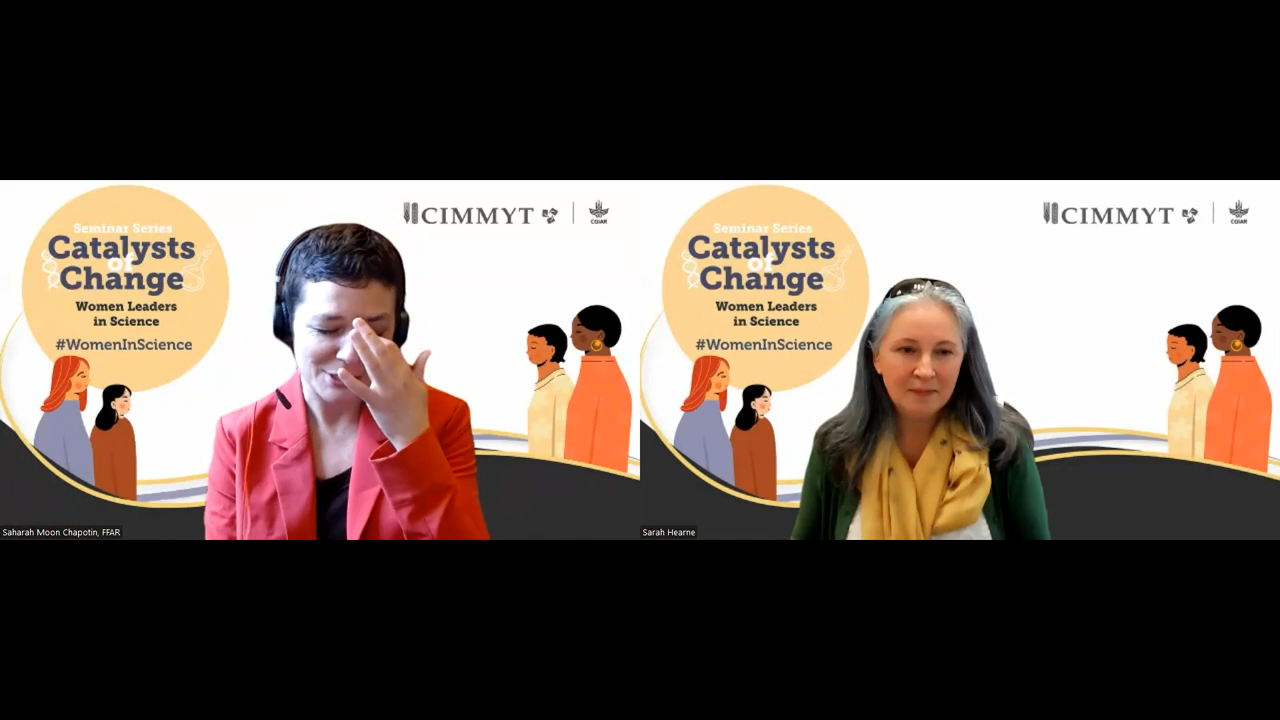 Seminar Series
Catalysts
of
Change
Women Leaders
in Science
#WomenInScience
CIMMYT
CGIAR
Saharah Moon Chapotin, FFAR
Seminar Series
Catalysts
of
Change
Women Leaders
in Science
#WomenInScience
CIMMYT
CGIAR
Sarah Hearne